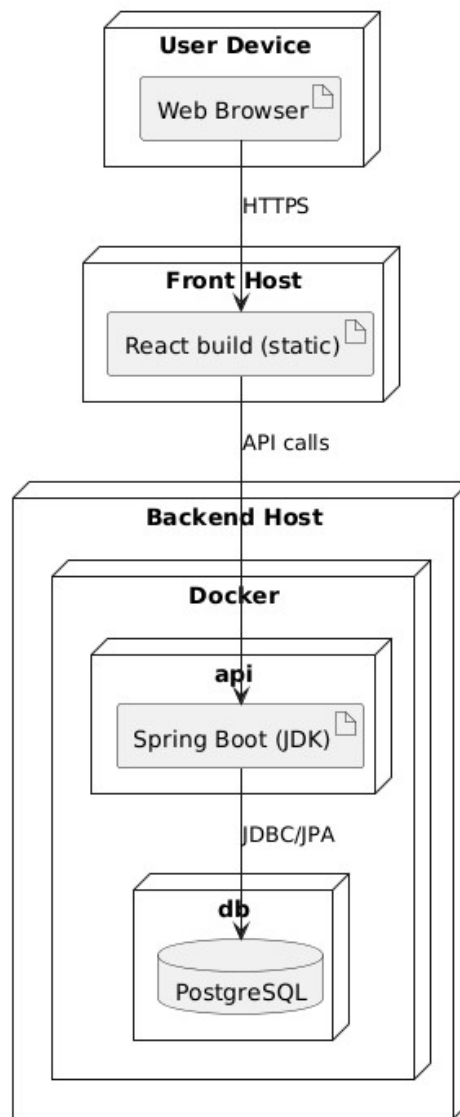 User Device
Web Browser
HTTPS
Front Host
React build (static)
API calls
Backend Host
Docker
api
Spring Boot (JDK)
JDBC/JPA
db
PostgreSQL